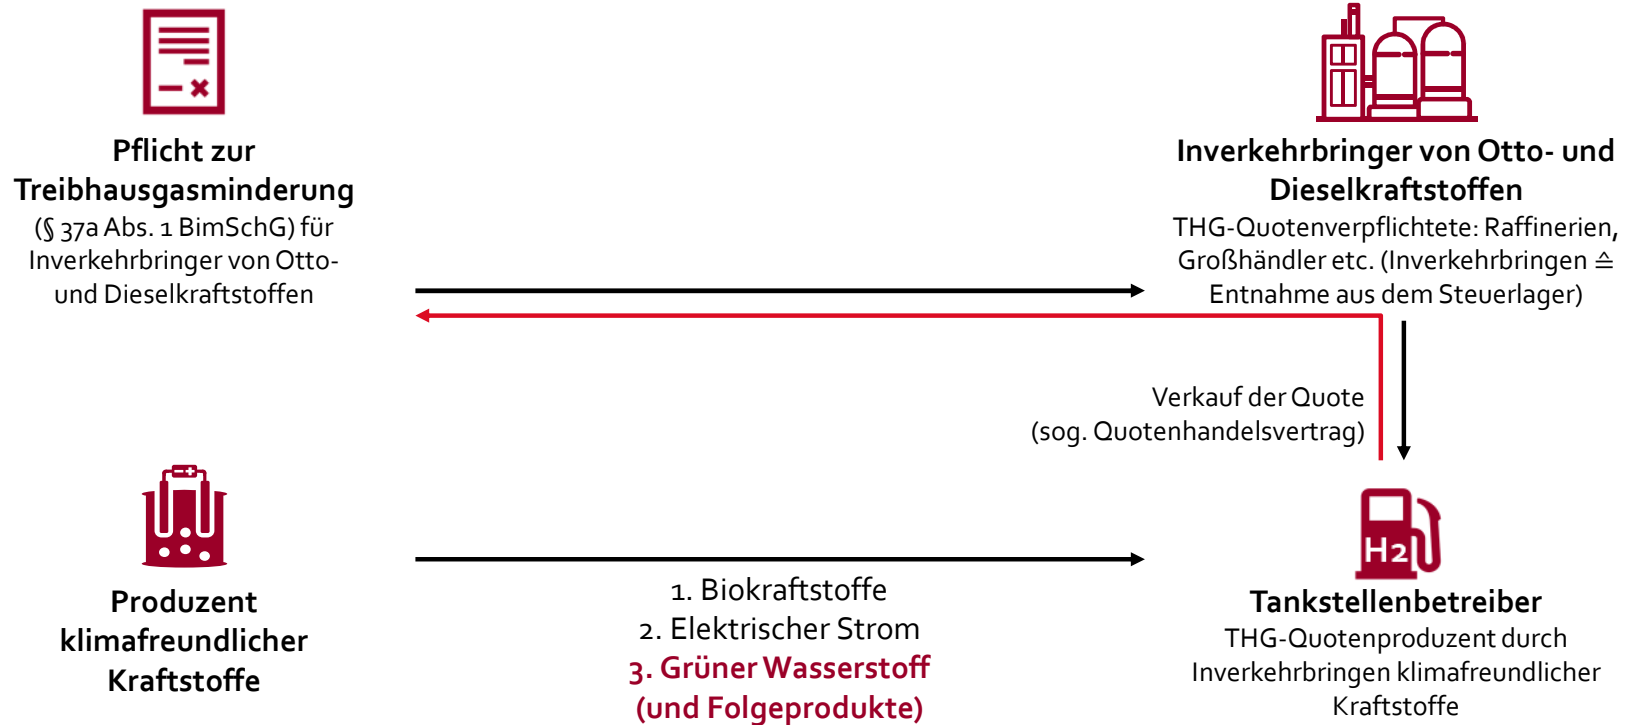 Pflicht zur
Treibhausgasminderung
(§ 37a Abs. 1 BimSchG) für
Inverkehrbringer von Otto-
und Dieselkraftstoffen
Inverkehrbringer von Otto- und
Dieselkraftstoffen
THG-Quotenverpflichtete: Raffinerien,
Großhändler etc. (Inverkehrbringen ≙
Entnahme aus dem Steuerlager)
Verkauf der Quote
(sog. Quotenhandelsvertrag)
Produzent
klimafreundlicher
Kraftstoffe
1. Biokraftstoffe
2. Elektrischer Strom
3. Grüner Wasserstoff
(und Folgeprodukte)
H2
Tankstellenbetreiber
THG-Quotenproduzent durch
Inverkehrbringen klimafreundlicher
Kraftstoffe